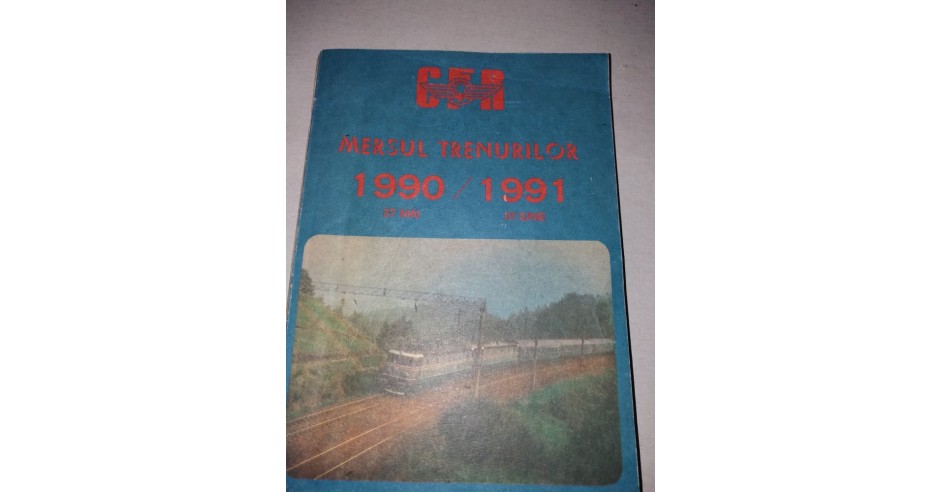 CFR
MERSUL TRENURILOR
1990 / 1991